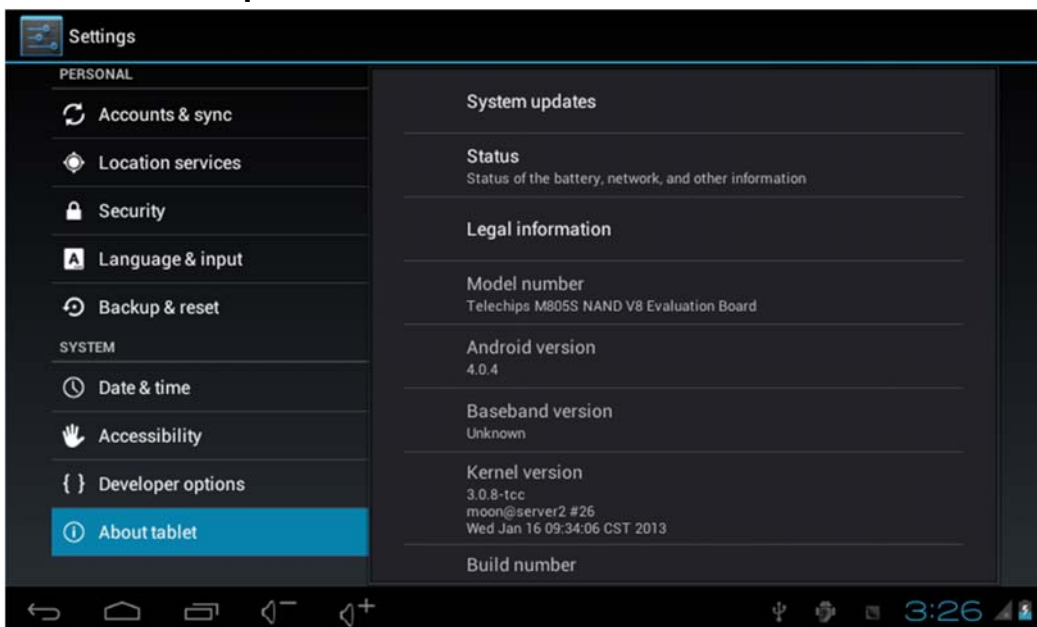 Settings
PERSONAL
Accounts & sync
Location services
Security
Language & input
Backup & reset
SYSTEM
Date & time
Accessibility
{ } Developer options
About tablet
System updates
Status
Status of the battery, network, and other information
Legal information
Model number
Telechips M805S NAND V8 Evaluation Board
Android version
4.0.4
Baseband version
Unknown
Kernel version
3.0.8-tcc
moon@server2 #26
Wed Jan 16 09:34:06 CST 2013
Build number
3:26